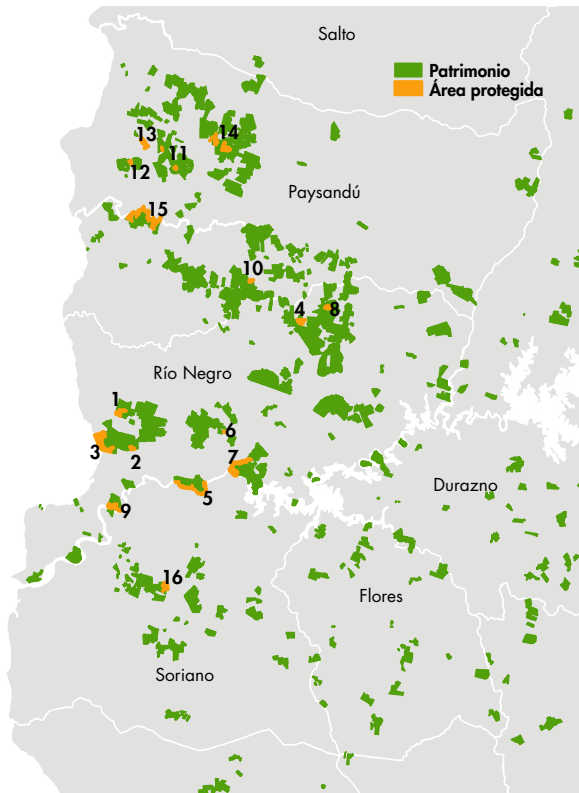 Salto
Patrimonio
Área protegida
13
14
11
12
Paysandú
15
10
4
8
Río Negro
1
6
3
2
7
Durazno
5
9
16
Flores
Soriano